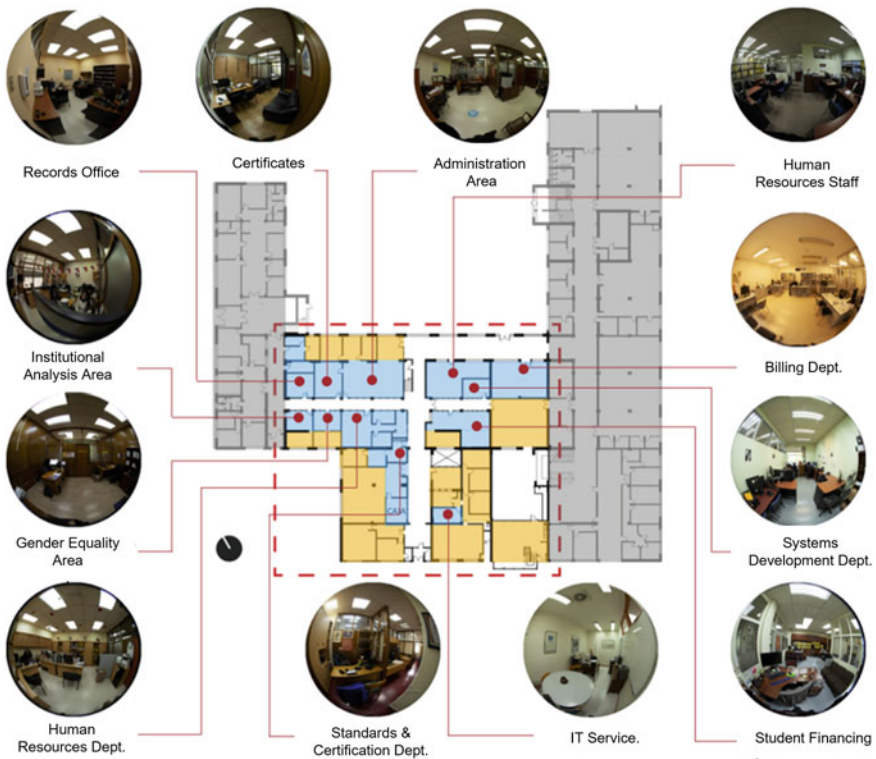 Records Office
Certificates
Administration
Area
Human
Resources Staff
Institutional
Analysis Area
Billing Dept.
Gender Equality
Area
CAJA
Systems
Development Dept.
Human
Resources Dept.
Standards &
Certification Dept.
IT Service.
Student Financing